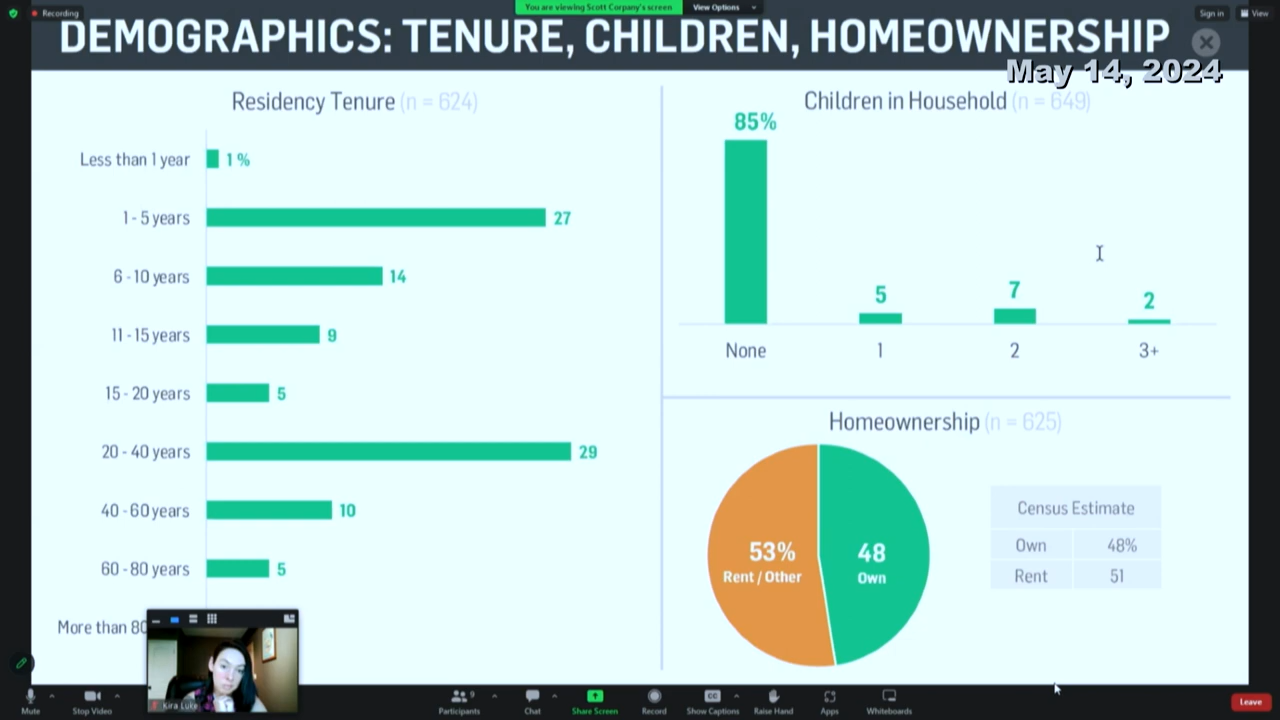 Recording
You are viewing Scott Corpany's screen
View Options
Sign in
View
DEMOGRAPHICS: TENURE, CHILDREN, HOMEOWNERSHIP
May 14, 2024
Residency Tenure (n = 624)
Less than 1 year 1 %
1 - 5 years 27
6 - 10 years 14
11 - 15 years 9
15 - 20 years 5
20 - 40 years 29
40 - 60 years 10
60 - 80 years 5
More than 80
Children in Household (n = 649)
85%
5
7
2
None 1 2 3+
Homeownership (n = 625)
53%
Rent / Other
48
Own
Census Estimate
Own 48%
Rent 51
Kira Luke
Mute
Stop Video
Participants 9
Chat
Share Screen
Record
CC
Show Captions
Raise Hand
Apps
Whiteboards
Leave